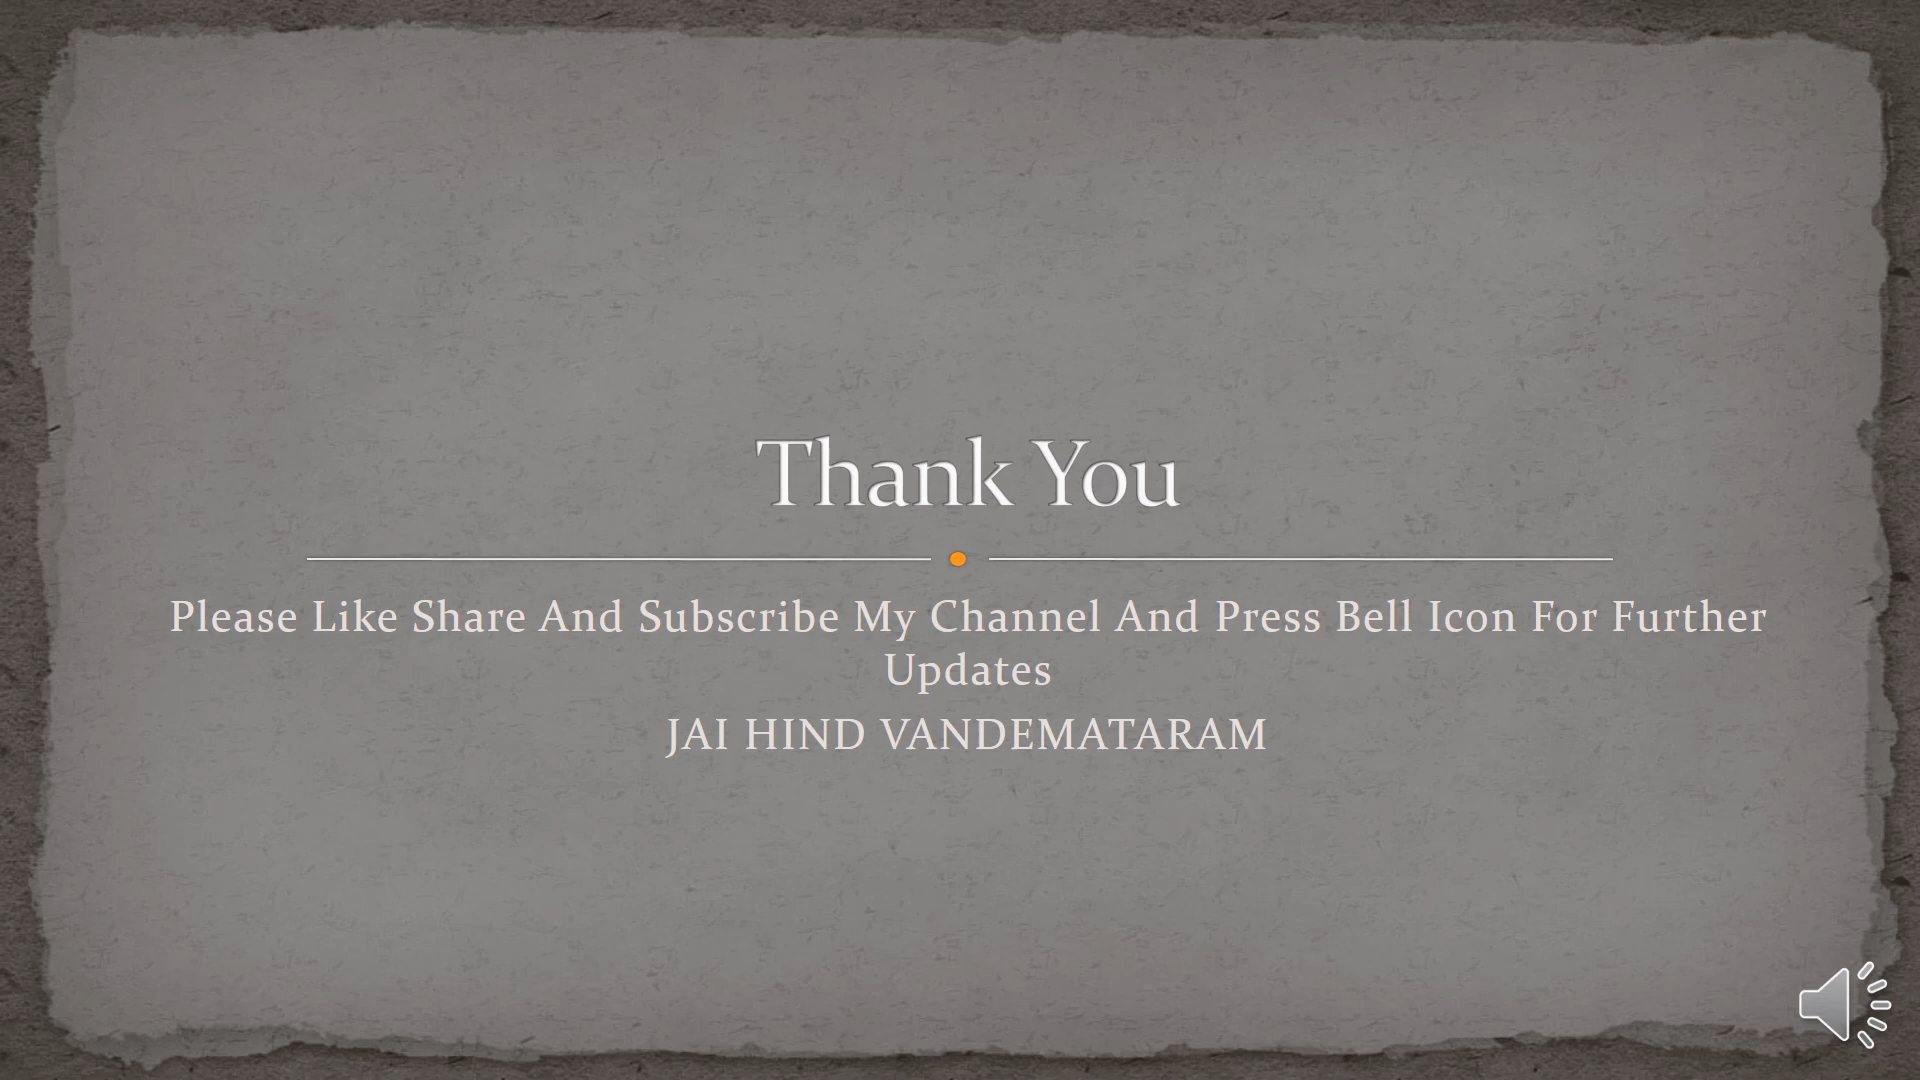 Thank You
Please Like Share And Subscribe My Channel And Press Bell Icon For Further
Updates
JAI HIND VANDEMATARAM